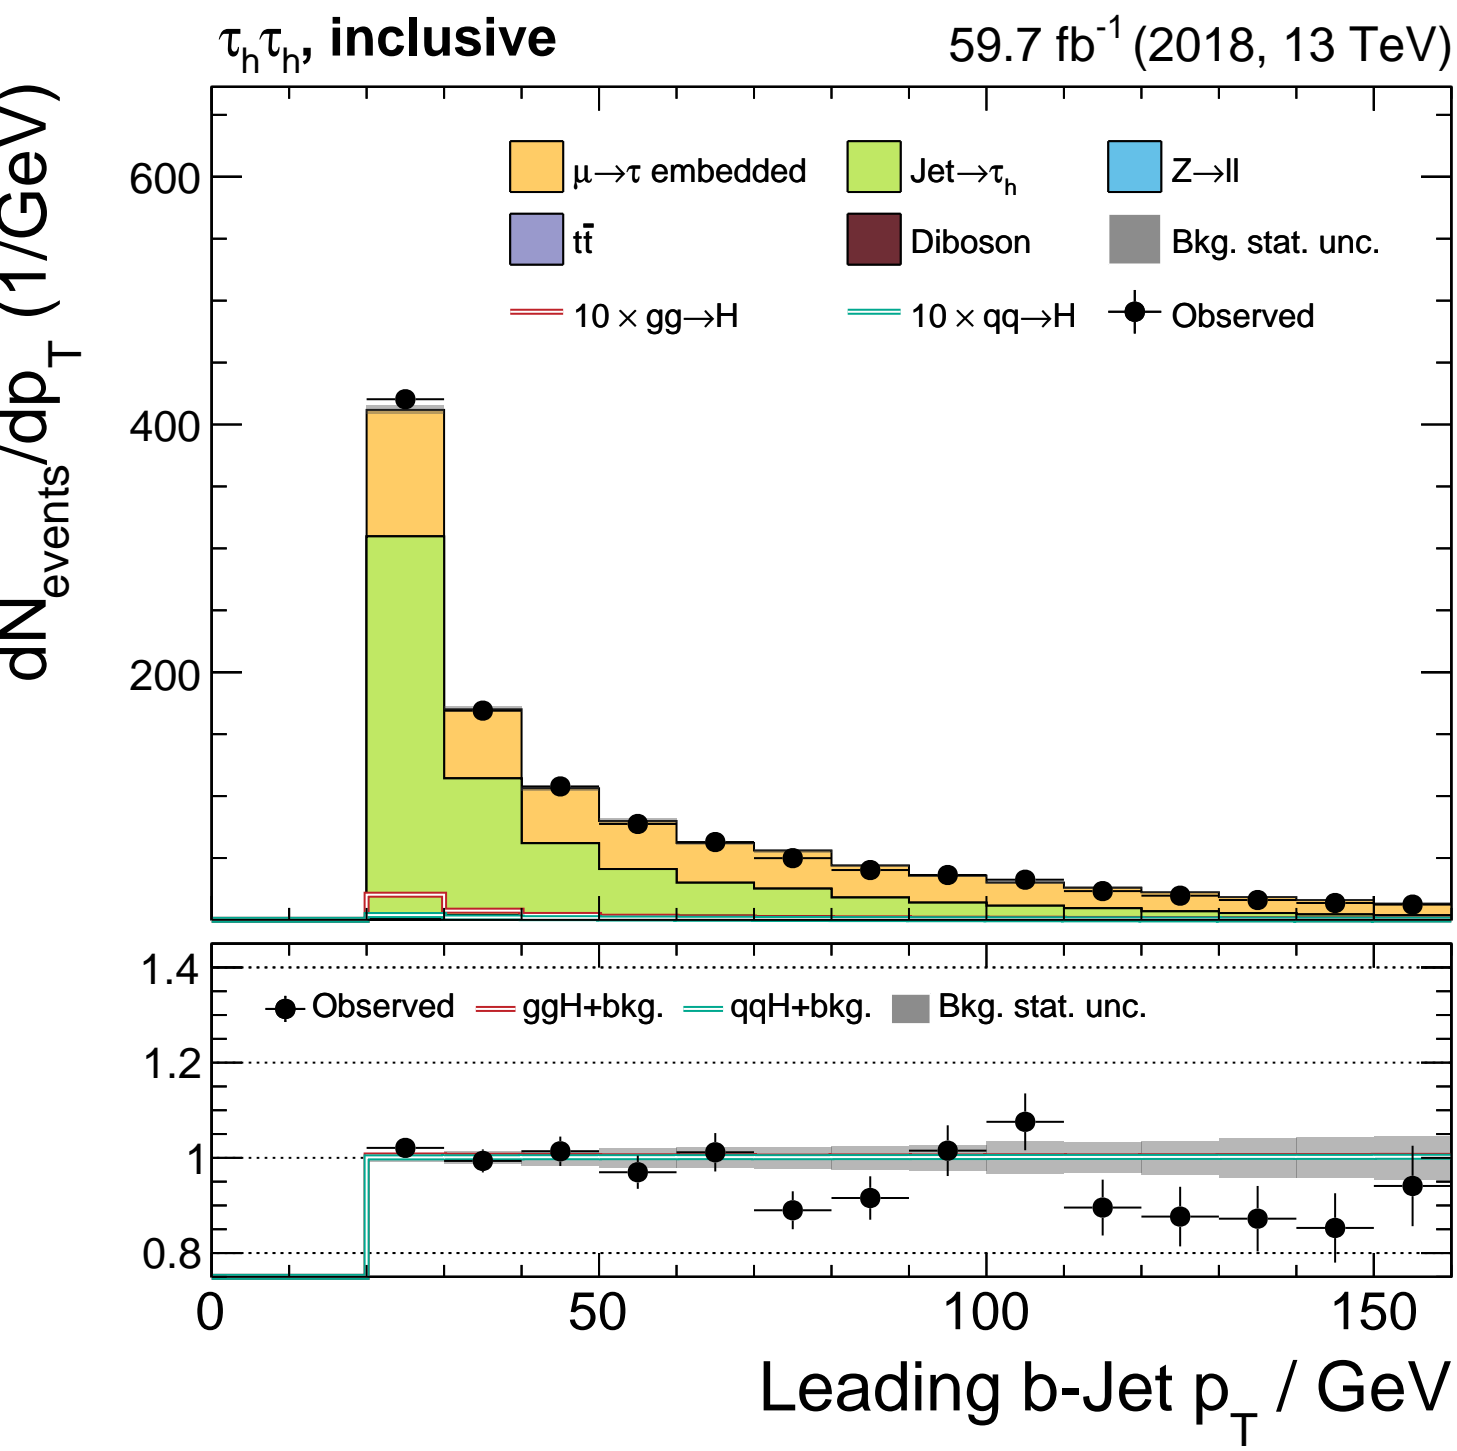 τhτh, inclusive
59.7 fb-1 (2018, 13 TeV)
dNevents/dpT (1/GeV)
600
400
200
μ→τ embedded
Jet→τh
Z→ll
tt̄
Diboson
Bkg. stat. unc.
10 × gg→H
10 × qq→H
Observed
1.4
1.2
1
0.8
Observed
ggH+bkg.
qqH+bkg.
Bkg. stat. unc.
0
50
100
150
Leading b-Jet pT / GeV